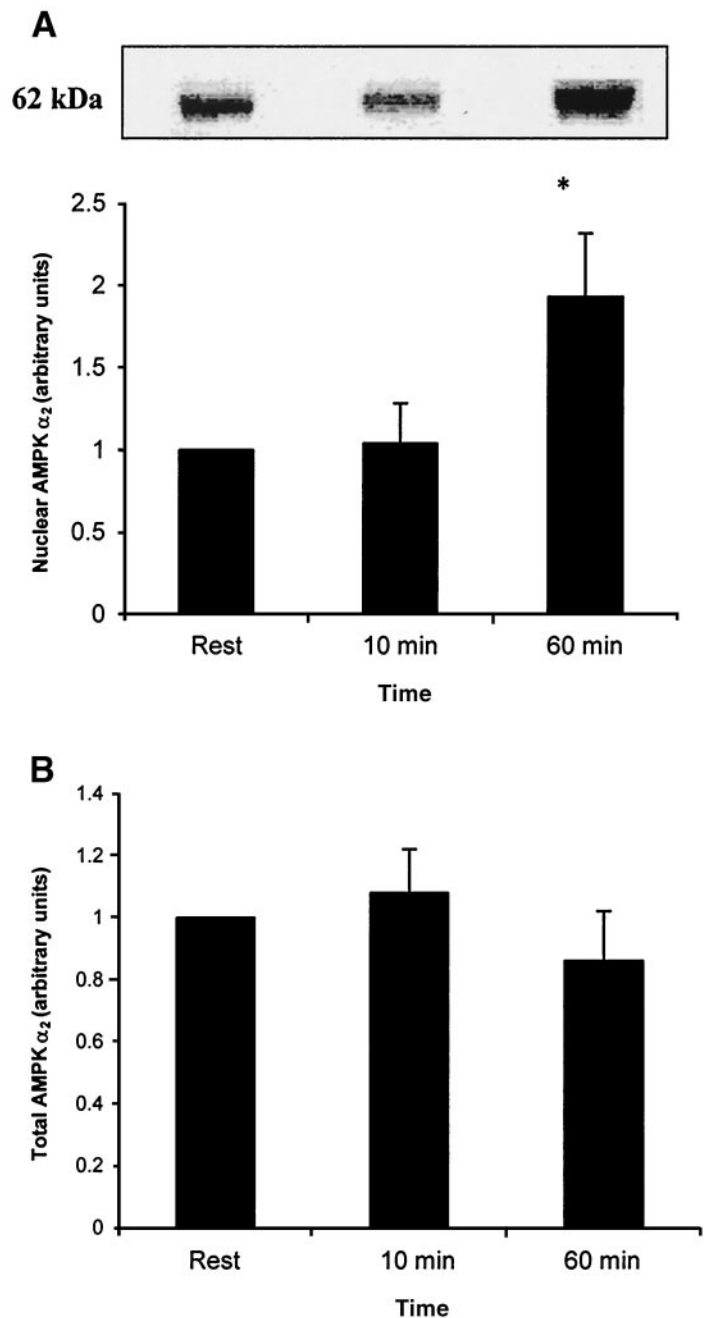 A
62 kDa
*
2.5
2
1.5
1
0.5
0
Nuclear AMPK α₂ (arbitrary units)
Rest 10 min 60 min
Time
B
1.4
1.2
1
0.8
0.6
0.4
0.2
0
Total AMPK α₂ (arbitrary units)
Rest 10 min 60 min
Time